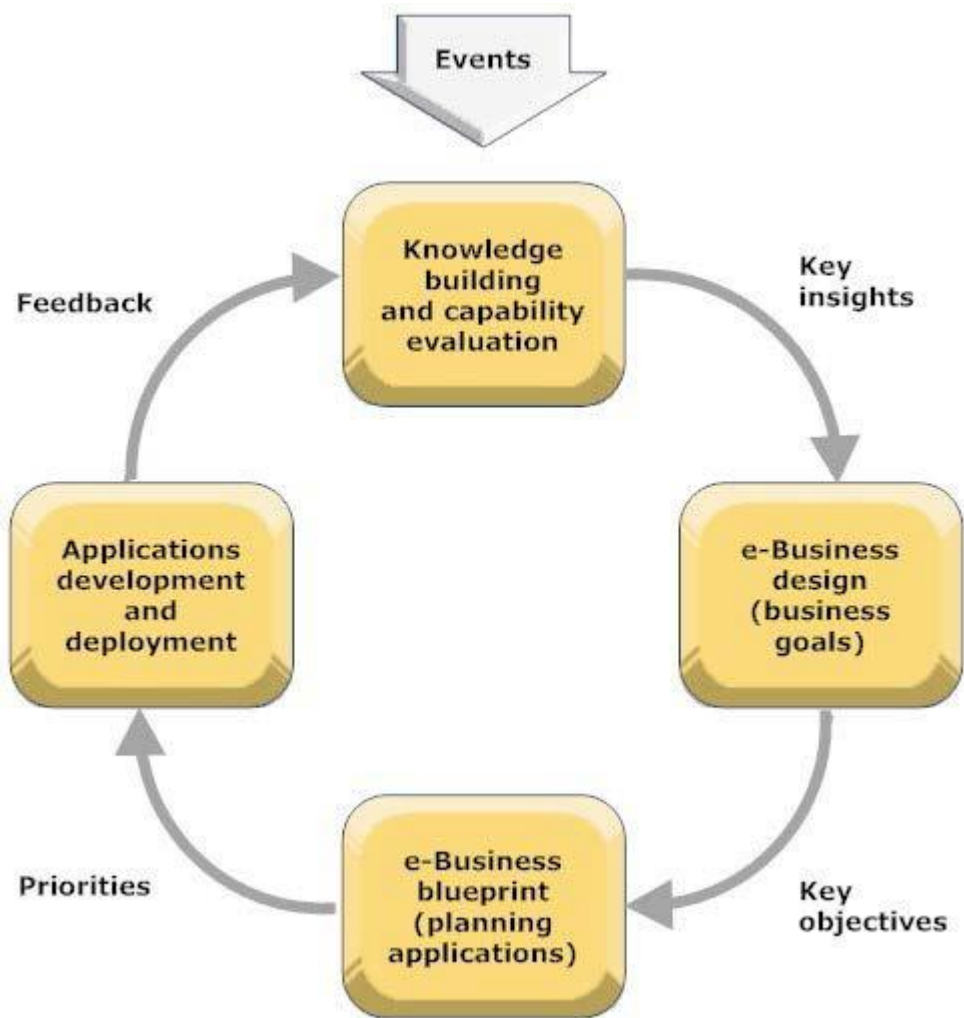 Events
Knowledge
building
and capability
evaluation
Key
insights
Feedback
e-Business
design
(business
goals)
Applications
development
and
deployment
e-Business
blueprint
(planning
applications)
Key
objectives
Priorities